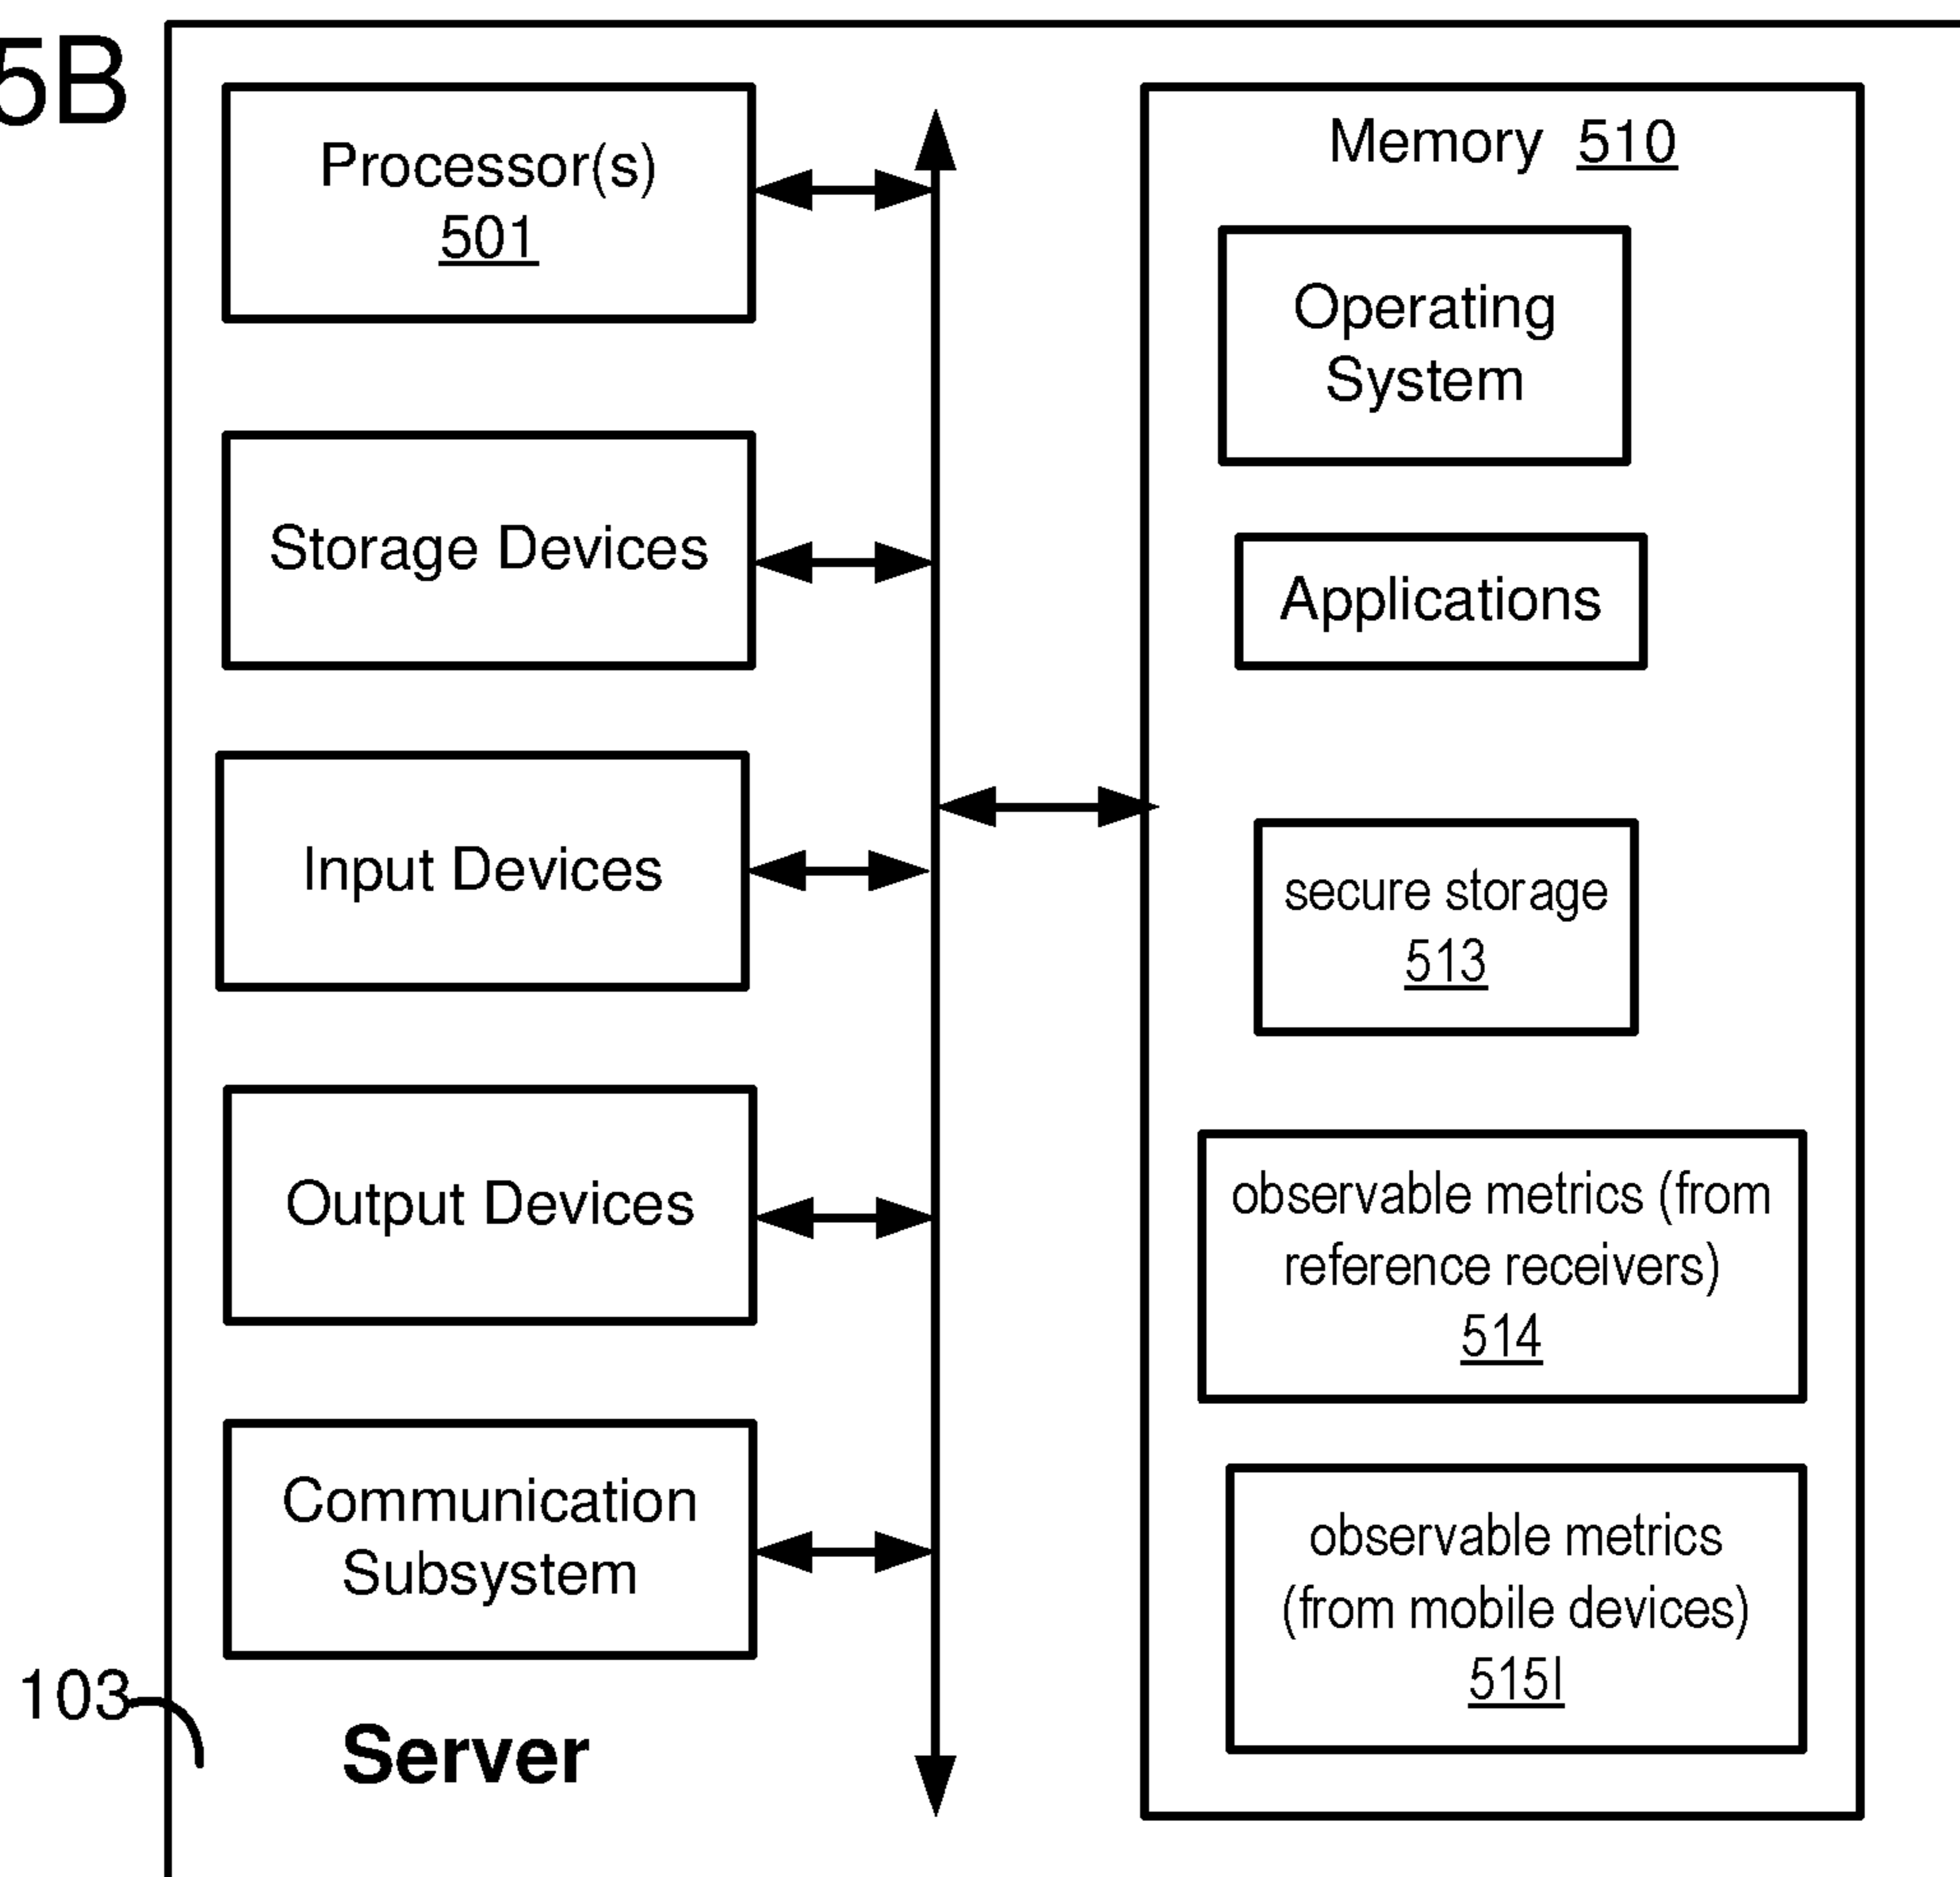 5B
Processor(s)
501
Storage Devices
Input Devices
Output Devices
Communication
Subsystem
103
Server
Memory 510
Operating
System
Applications
secure storage
513
observable metrics (from
reference receivers)
514
observable metrics
(from mobile devices)
515l